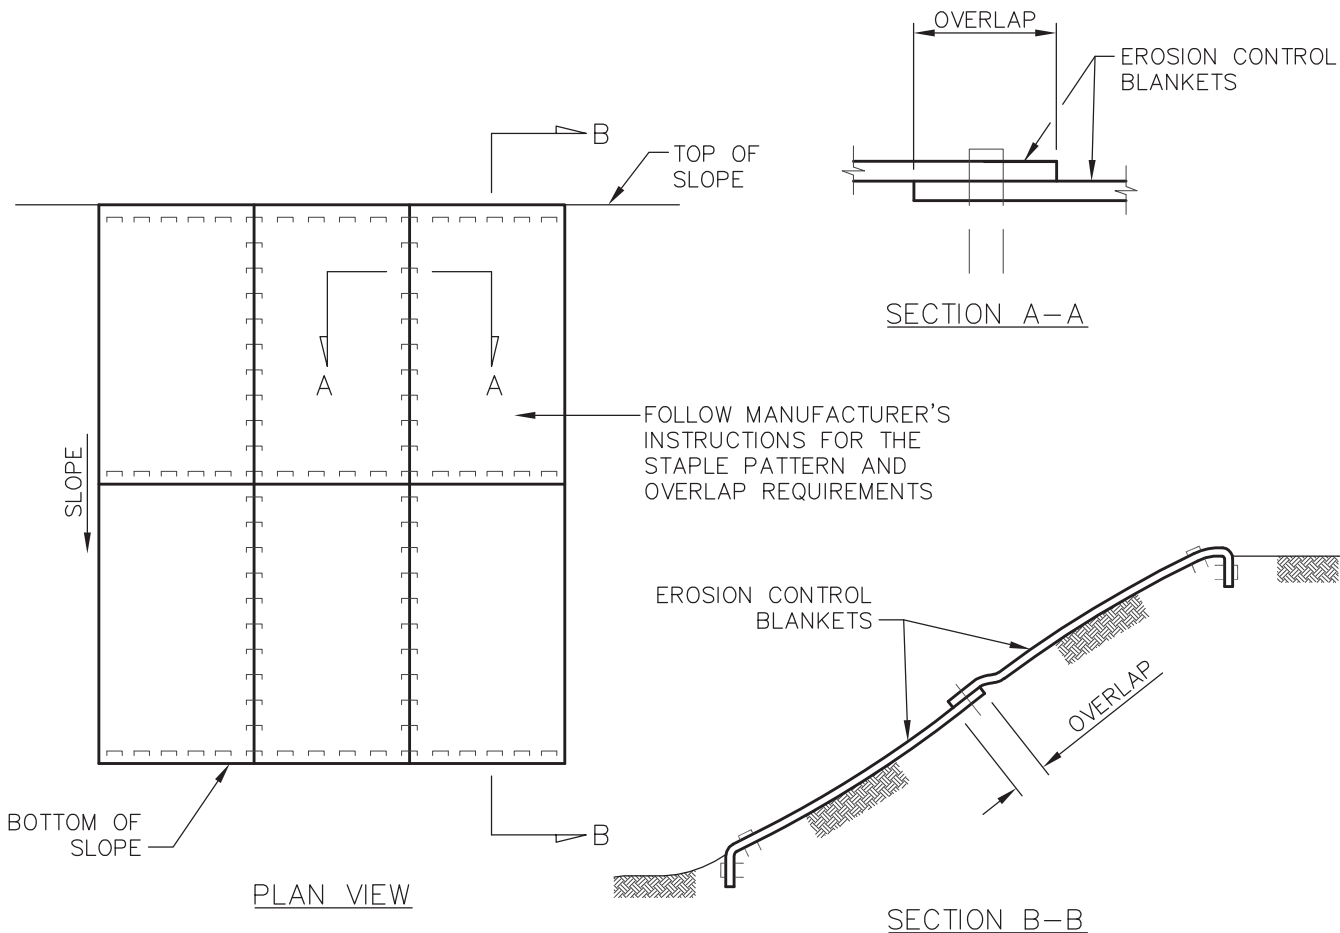 OVERLAP
EROSION CONTROL
BLANKETS
B
TOP OF
SLOPE
SECTION A-A
A
A
FOLLOW MANUFACTURER'S
INSTRUCTIONS FOR THE
STAPLE PATTERN AND
OVERLAP REQUIREMENTS
SLOPE
EROSION CONTROL
BLANKETS
OVERLAP
BOTTOM OF
SLOPE
B
PLAN VIEW
SECTION B-B